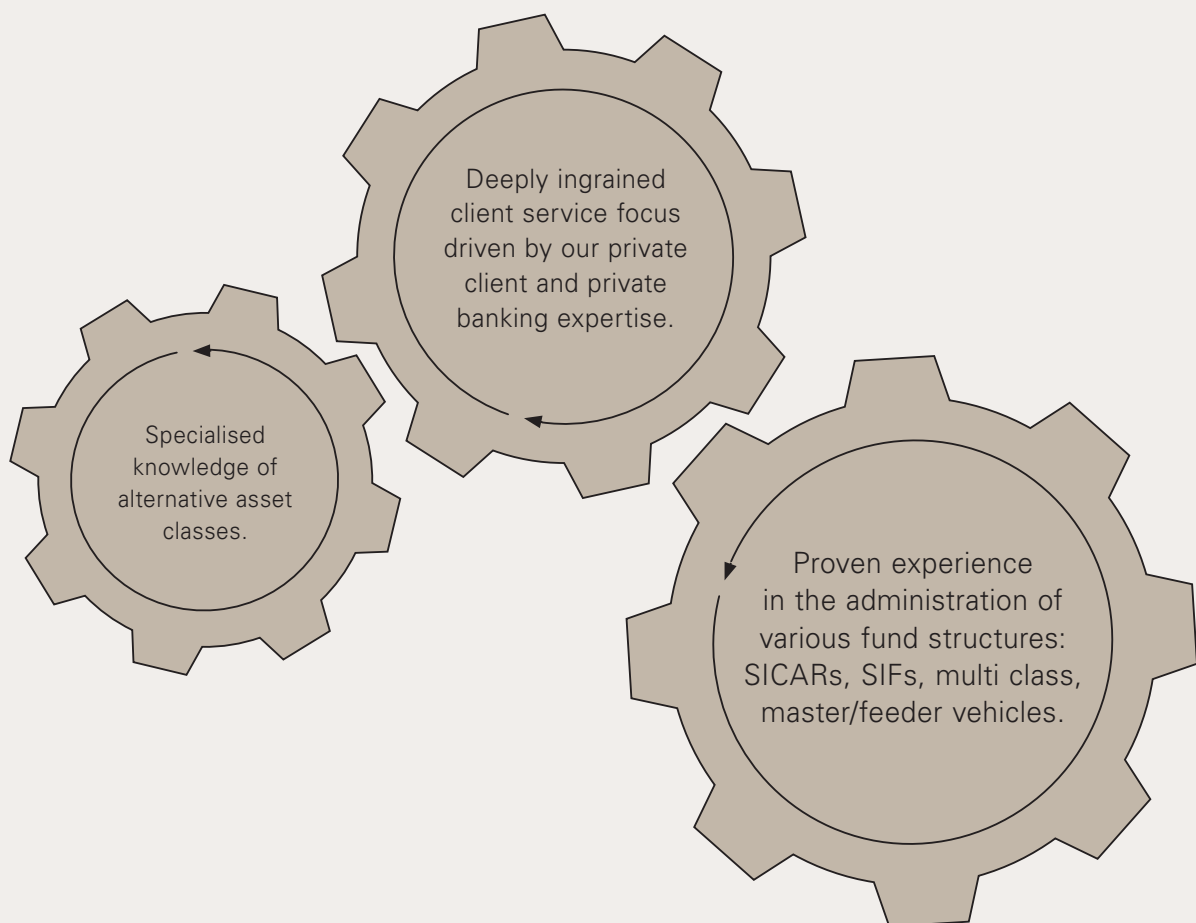 Deeply ingrained
client service focus
driven by our private
client and private
banking expertise.
Specialised
knowledge of
alternative asset
classes.
Proven experience
in the administration of
various fund structures:
SICARs, SIFs, multi class,
master/feeder vehicles.